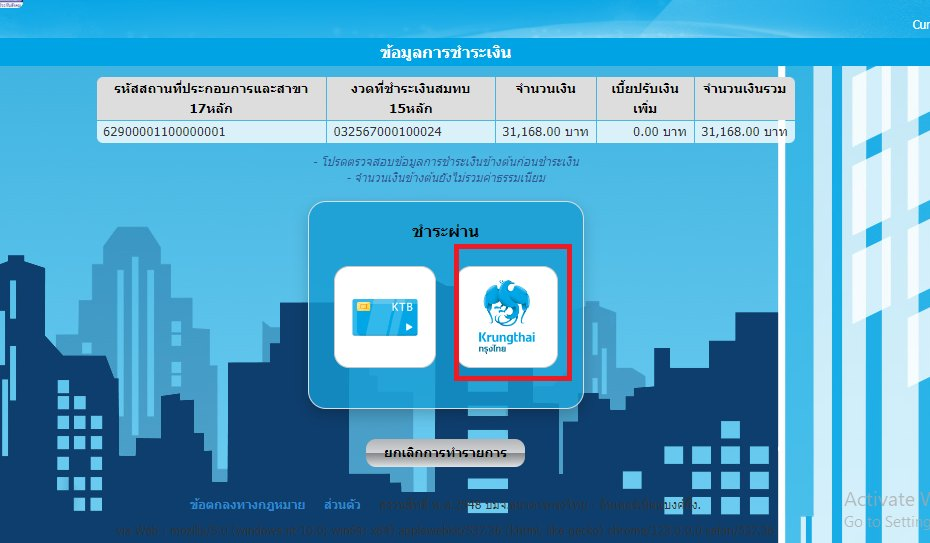 Cur
ข้อมูลการชำระเงิน
รหัสสถานที่ประกอบการและสาขา 17หลัก
งวดที่ชำระเงินสมทบ 15หลัก
จำนวนเงิน
เบี้ยปรับเงินเพิ่ม
จำนวนเงินรวม
62900001100000001 032567000100024 31,168.00 บาท 0.00 บาท 31,168.00 บาท
- โปรดตรวจสอบข้อมูลการชำระเงินข้างต้นก่อนชำระเงิน
- จำนวนเงินข้างต้นยังไม่รวมค่าธรรมเนียม
ชำระผ่าน
KTB
Krungthai
กรุงไทย
ยกเลิกการทำรายการ
ข้อตกลงทางกฎหมาย ส่วนตัว
Activate W
Go to Setting